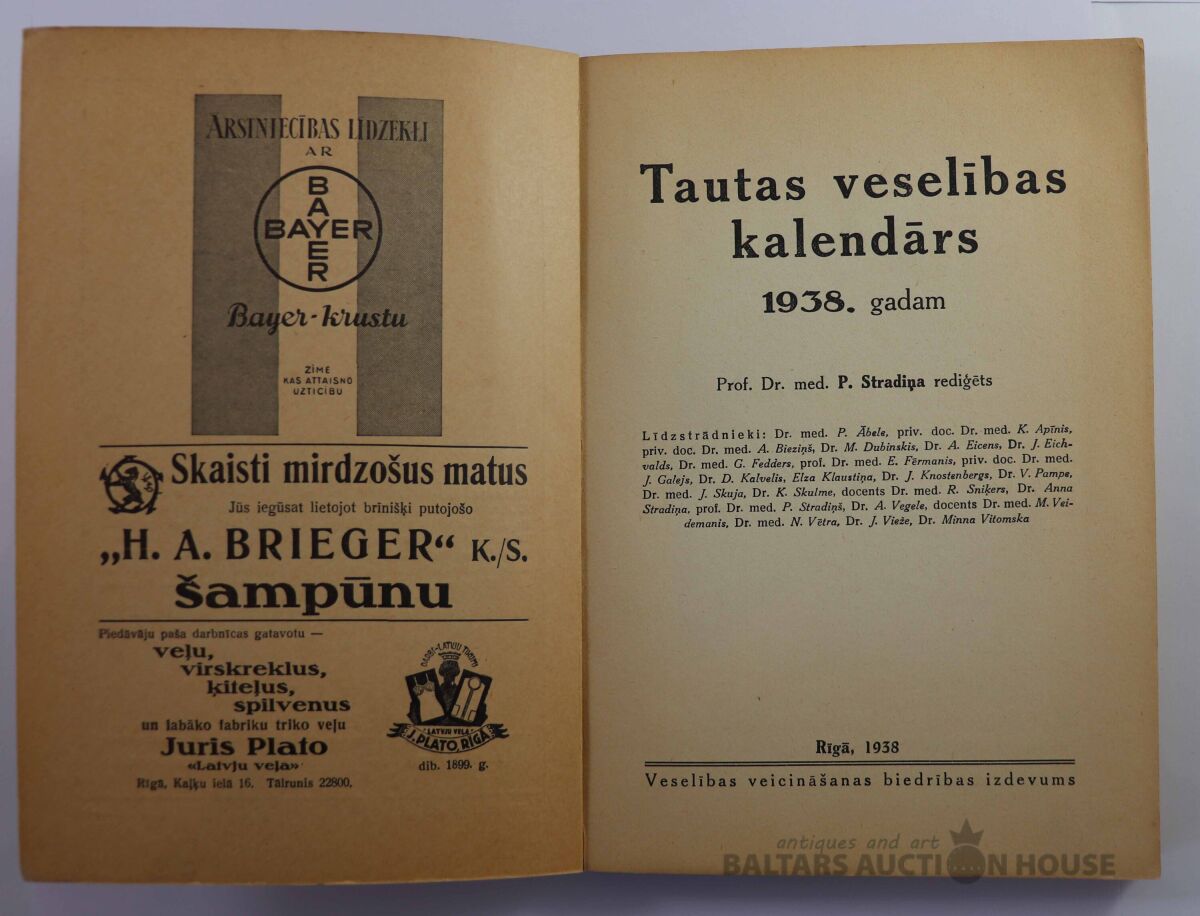 ĀRSTNIECĪBAS LĪDZEKĻI
AR
BAYER
BAYER
Bayer-krustu
ZĪME
KAS ATTAISNO
UZTICĪBU
Skaisti mirdzošus matus
Jūs iegūsat lietojot brīnišķi putojošo
„H. A. BRIEGER“ K./S.
šampūnu
Piedāvāju paša darbnīcas gatavotu —
veļu,
virskreklus,
ķiteļus,
spilvenus
un labāko fabriku triko veļu
Juris Plato
«Latvju veļa»
Rīgā, Kaļķu ielā 16. Tālrunis 22800.
LATVJU VEĻA
J. PLATO, RĪGĀ
dib. 1899. g.
Tautas veselības
kalendārs
1938. gadam
Prof. Dr. med. P. Stradiņa rediģēts
Līdzstrādnieki: Dr. med. P. Ābele, priv. doc. Dr. med. K. Apīnis,
priv. doc. Dr. med. A. Bieziņš, Dr. M. Dubinskis, Dr. A. Eicens, Dr. J. Eich-
valds, Dr. med. G. Fedders, prof. Dr. med. E. Fērmanis, priv. doc. Dr. med.
J. Galejs, Dr. D. Kalvelis, Elza Klaustiņa, Dr. J. Knostenbergs, Dr. V. Pampe,
Dr. med. J. Skuja, Dr. K. Skulme, docents Dr. med. R. Sniķers, Dr. Anna
Stradiņa, prof. Dr. med. P. Stradiņš, Dr. A. Vegele, docents Dr. med. M. Vei-
demanis, Dr. med. N. Vētra, Dr. J. Vieže, Dr. Minna Vitomska
Rīgā, 1938
Veselības veicināšanas biedrības izdevums
antiques and art
BALTARS AUCTION HOUSE